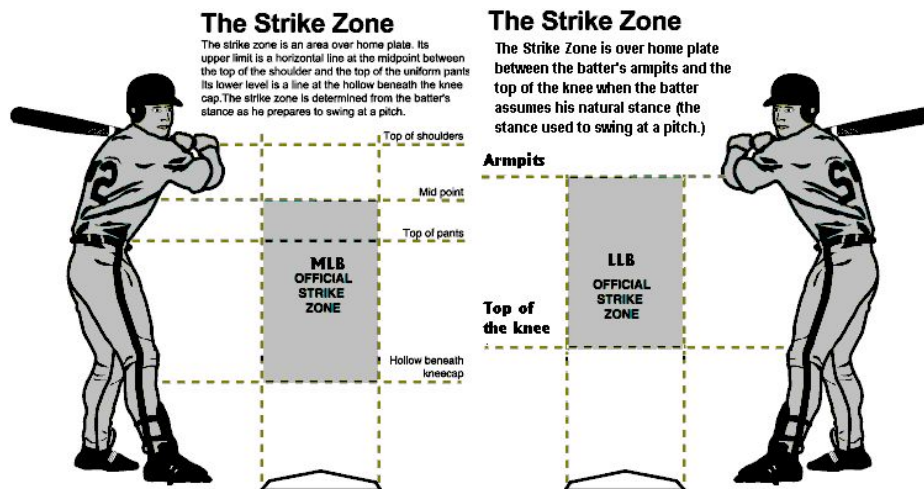 The Strike Zone
The strike zone is an area over home plate. Its
upper limit is a horizontal line at the midpoint between
the top of the shoulder and the top of the uniform pants
Its lower level is a line at the hollow beneath the knee
cap.The strike zone is determined from the batter's
stance as he prepares to swing at a pitch.
Top of shoulders
Mid point
Top of pants
MLB
OFFICIAL
STRIKE
ZONE
Hollow beneath
kneecap
2
The Strike Zone
The Strike Zone is over home plate
between the batter's armpits and the
top of the knee when the batter
assumes his natural stance (the
stance used to swing at a pitch.)
Armpits
LLB
OFFICIAL
STRIKE
ZONE
Top of
the knee